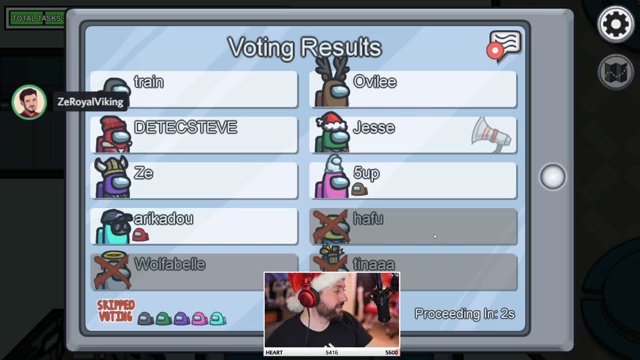 TOTAL TASKS
Voting Results
ZeRoyalViking
train
Ovilee
DETECSTEVE
Jesse
Ze
5up
arikadou
hafu
Wolfabelle
tinaaa
SKIPPED
VOTING
Proceeding In: 2s
HEART 5416 5600